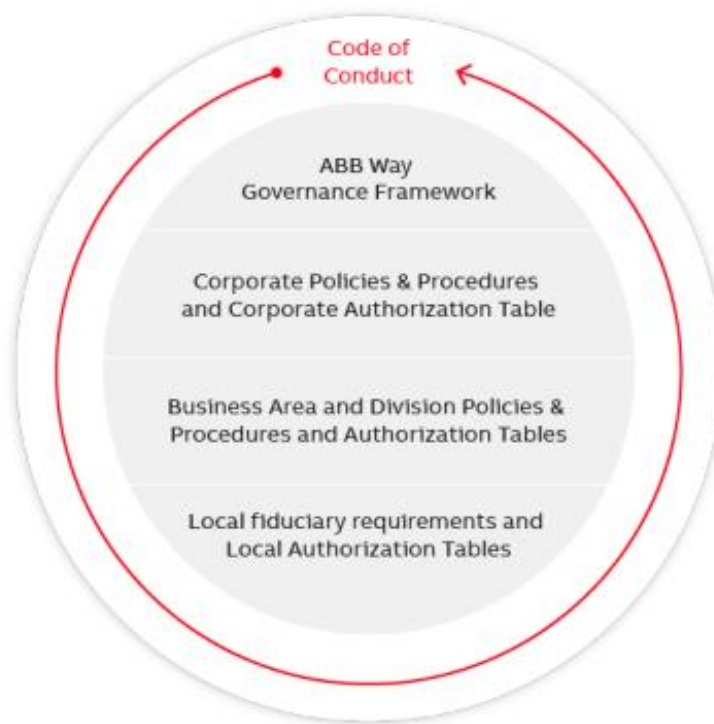 Code of
Conduct
ABB Way
Governance Framework
Corporate Policies & Procedures
and Corporate Authorization Table
Business Area and Division Policies &
Procedures and Authorization Tables
Local fiduciary requirements and
Local Authorization Tables